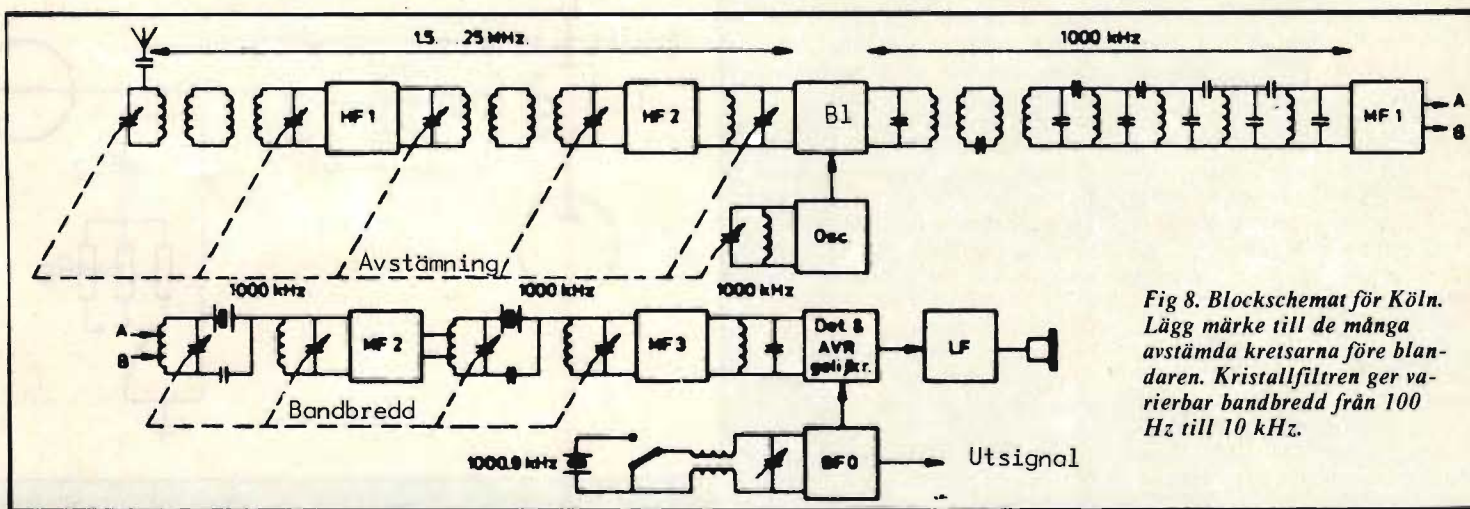 1.5...25 MHz.
1000 kHz
HF 1
HF 2
Bl
MF 1
A
B
Osc
Avstämning
1000 kHz
1000 kHz
1000 kHz
A
B
MF 2
MF 3
Det. &
AVR
LF
Bandbredd
1000.9 kHz
BFO
Utsignal
Fig 8. Blockschemat för Köln.
Lägg märke till de många
avstämda kretsarna före blan-
daren. Kristallfiltren ger va-
rierbar bandbredd från 100
Hz till 10 kHz.